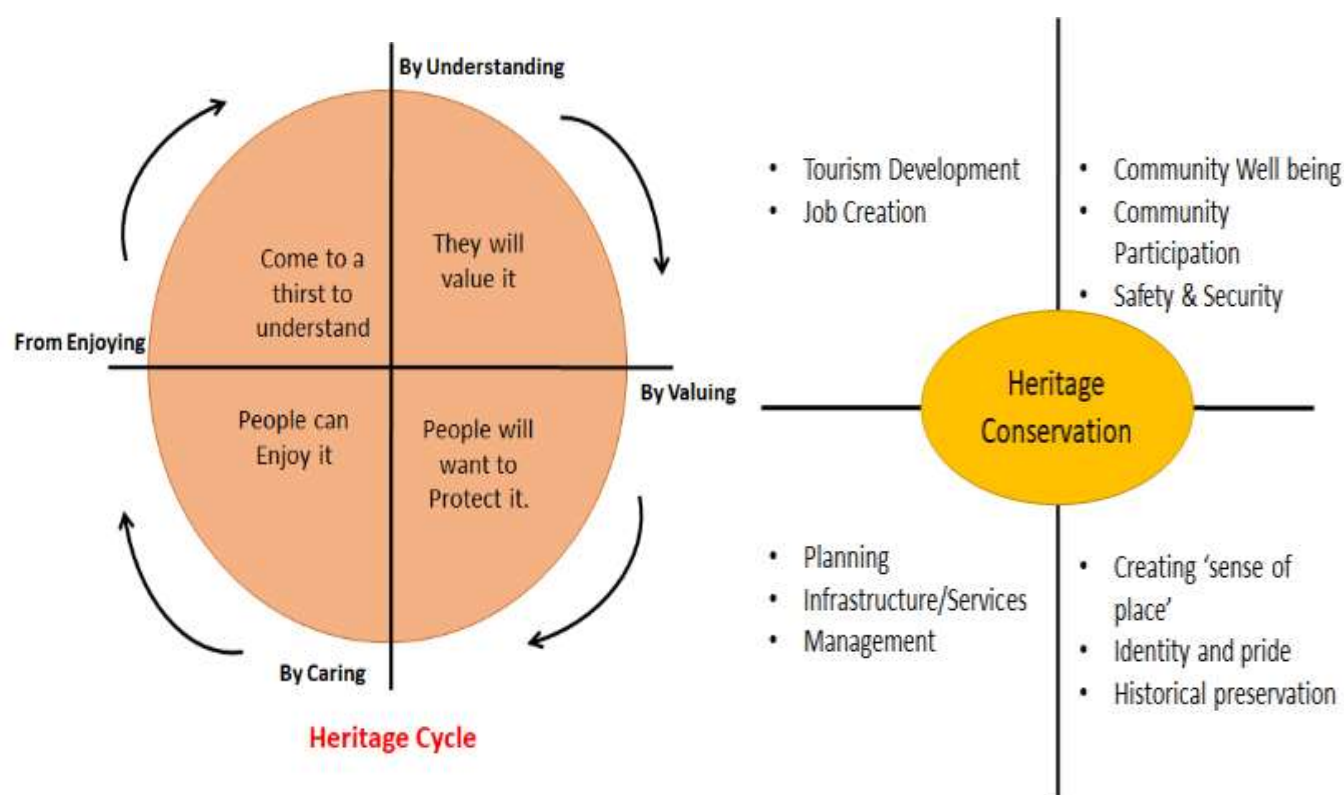 By Understanding
Come to a
thirst to
understand
They will
value it
From Enjoying
By Valuing
People can
Enjoy it
People will
want to
Protect it.
By Caring
Heritage Cycle
• Tourism Development
• Job Creation
• Community Well being
• Community
Participation
• Safety & Security
Heritage
Conservation
• Planning
• Infrastructure/Services
• Management
• Creating ‘sense of
place’
• Identity and pride
• Historical preservation